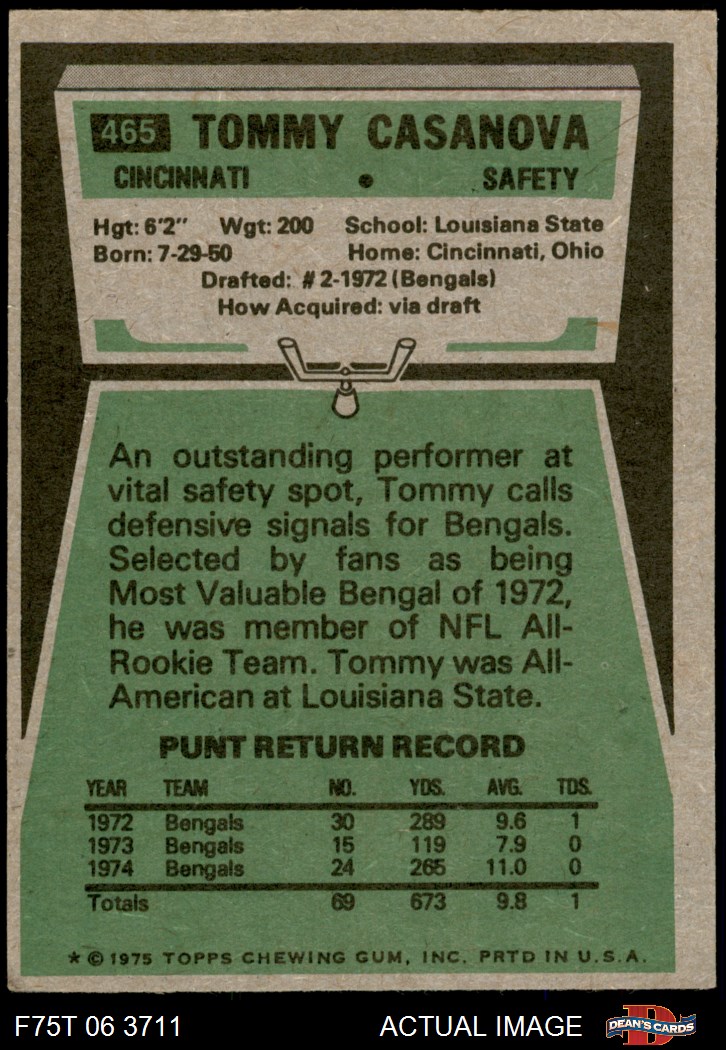 465 TOMMY CASANOVA
CINCINNATI • SAFETY
Hgt: 6'2" Wgt: 200 School: Louisiana State
Born: 7-29-50 Home: Cincinnati, Ohio
Drafted: #2-1972 (Bengals)
How Acquired: via draft
An outstanding performer at
vital safety spot, Tommy calls
defensive signals for Bengals.
Selected by fans as being
Most Valuable Bengal of 1972,
he was member of NFL All-
Rookie Team. Tommy was All-
American at Louisiana State.
PUNT RETURN RECORD
YEAR TEAM NO. YDS. AVG. TDS.
1972 Bengals 30 289 9.6 1
1973 Bengals 15 119 7.9 0
1974 Bengals 24 265 11.0 0
Totals 69 673 9.8 1
* © 1975 TOPPS CHEWING GUM, INC. PRTD IN U.S.A.
F75T 06 3711 ACTUAL IMAGE D DEAN'S CARDS